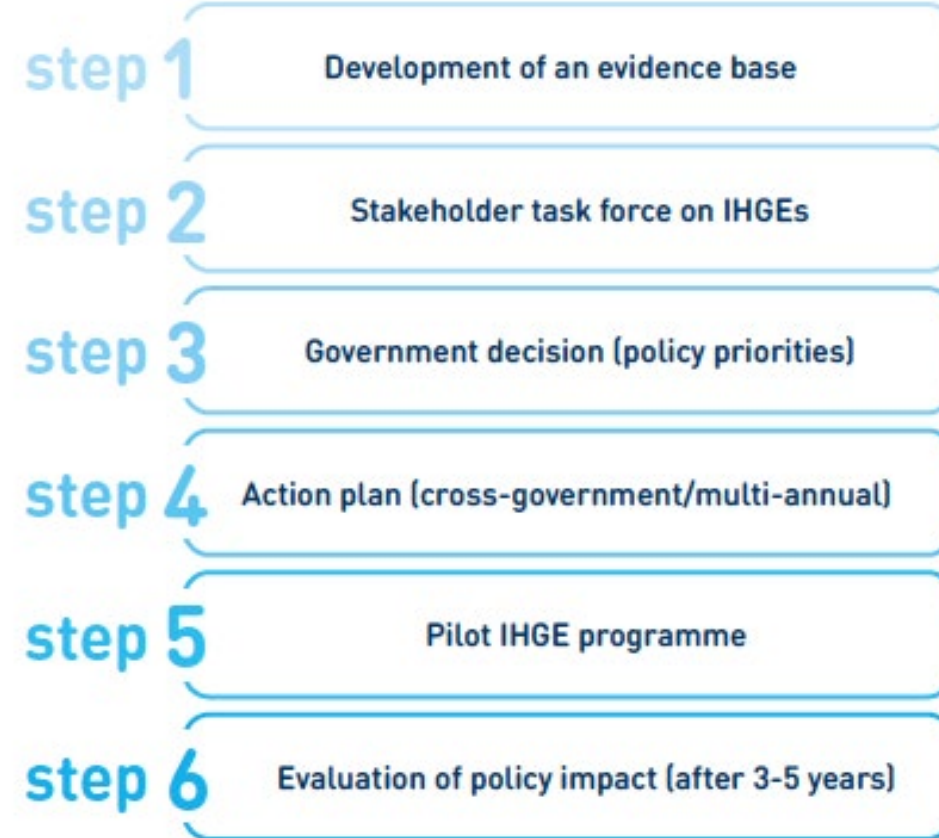 step 1 Development of an evidence base
step 2 Stakeholder task force on IHGEs
step 3 Government decision (policy priorities)
step 4 Action plan (cross-government/multi-annual)
step 5 Pilot IHGE programme
step 6 Evaluation of policy impact (after 3-5 years)